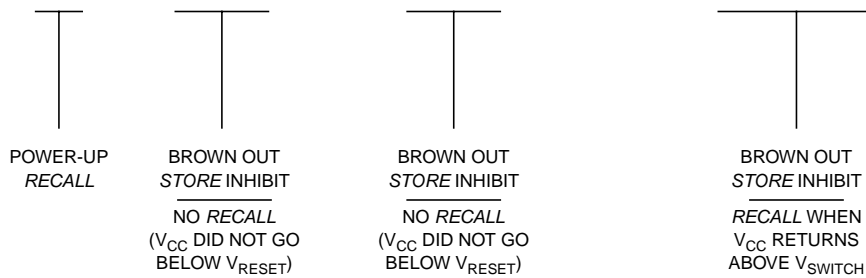 POWER-UP
RECALL
BROWN OUT
STORE INHIBIT
NO RECALL
(VCC DID NOT GO
BELOW VRESET)
BROWN OUT
STORE INHIBIT
NO RECALL
(VCC DID NOT GO
BELOW VRESET)
BROWN OUT
STORE INHIBIT
RECALL WHEN
VCC RETURNS
ABOVE VSWITCH